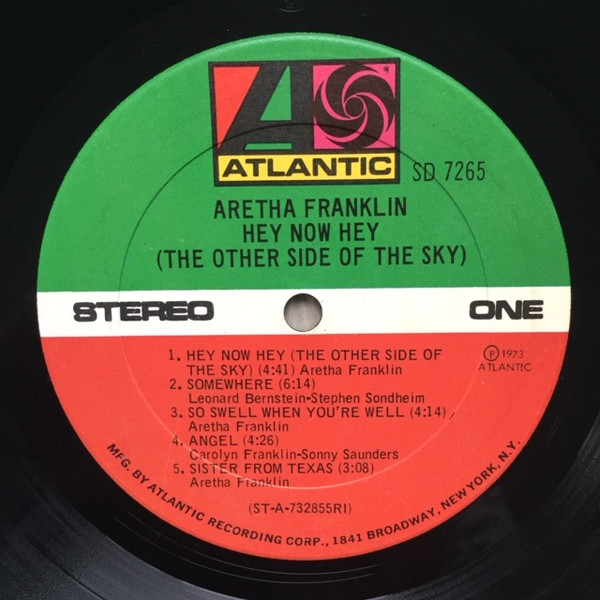 ATLANTIC
SD 7265
ARETHA FRANKLIN
HEY NOW HEY
(THE OTHER SIDE OF THE SKY)
STEREO
ONE
1. HEY NOW HEY (THE OTHER SIDE OF
THE SKY) (4:41) Aretha Franklin
2. SOMEWHERE (6:14)
Leonard Bernstein-Stephen Sondheim
3. SO SWELL WHEN YOU'RE WELL (4:14)
Aretha Franklin
4. ANGEL (4:26)
Carolyn Franklin-Sonny Saunders
5. SISTER FROM TEXAS (3:08)
Aretha Franklin
Ⓟ 1973
ATLANTIC
(ST-A-732855RI)
MFG. BY ATLANTIC RECORDING CORP., 1841 BROADWAY, NEW YORK, N.Y.